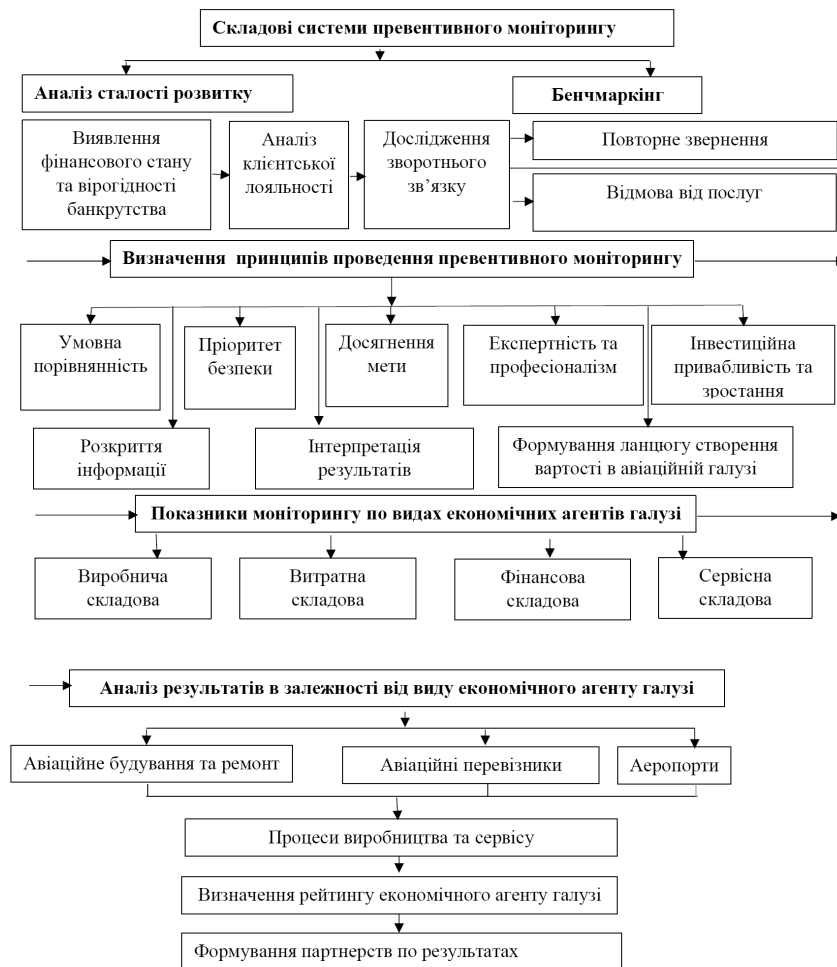 Складові системи превентивного моніторингу
Аналіз сталості розвитку
Бенчмаркінг
Виявлення
фінансового стану
та вірогідності
банкрутства
Аналіз
клієнтської
лояльності
Дослідження
зворотнього
зв’язку
Повторне звернення
Відмова від послуг
Визначення принципів проведення превентивного моніторингу
Умовна
порівнянність
Пріоритет
безпеки
Досягнення
мети
Експертність та
професіоналізм
Інвестиційна
привабливість та
зростання
Розкриття
інформації
Інтерпретація
результатів
Формування ланцюгу створення
вартості в авіаційній галузі
Показники моніторингу по видах економічних агентів галузі
Виробнича
складова
Витратна
складова
Фінансова
складова
Сервісна
складова
Аналіз результатів в залежності від виду економічного агенту галузі
Авіаційне будування та ремонт
Авіаційні перевізники
Аеропорти
Процеси виробництва та сервісу
Визначення рейтингу економічного агенту галузі
Формування партнерств по результатах